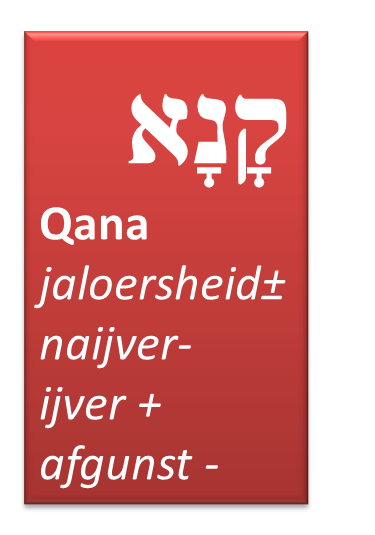 קָנָא
Qana
jaloersheid±
naijver-
ijver +
afgunst -